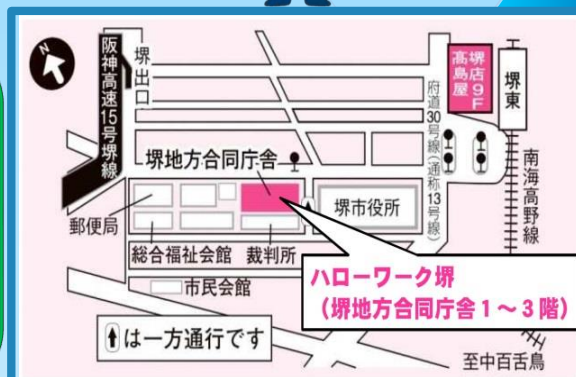 N
阪神高速15号堺線
堺出口
府道30号線(通称13号線)
堺店9F
髙島屋
堺東
南海高野線
堺地方合同庁舎
郵便局
堺市役所
総合福祉会館
裁判所
市民会館
ハローワーク堺
(堺地方合同庁舎1~3階)
は一方通行です
至中百舌鳥